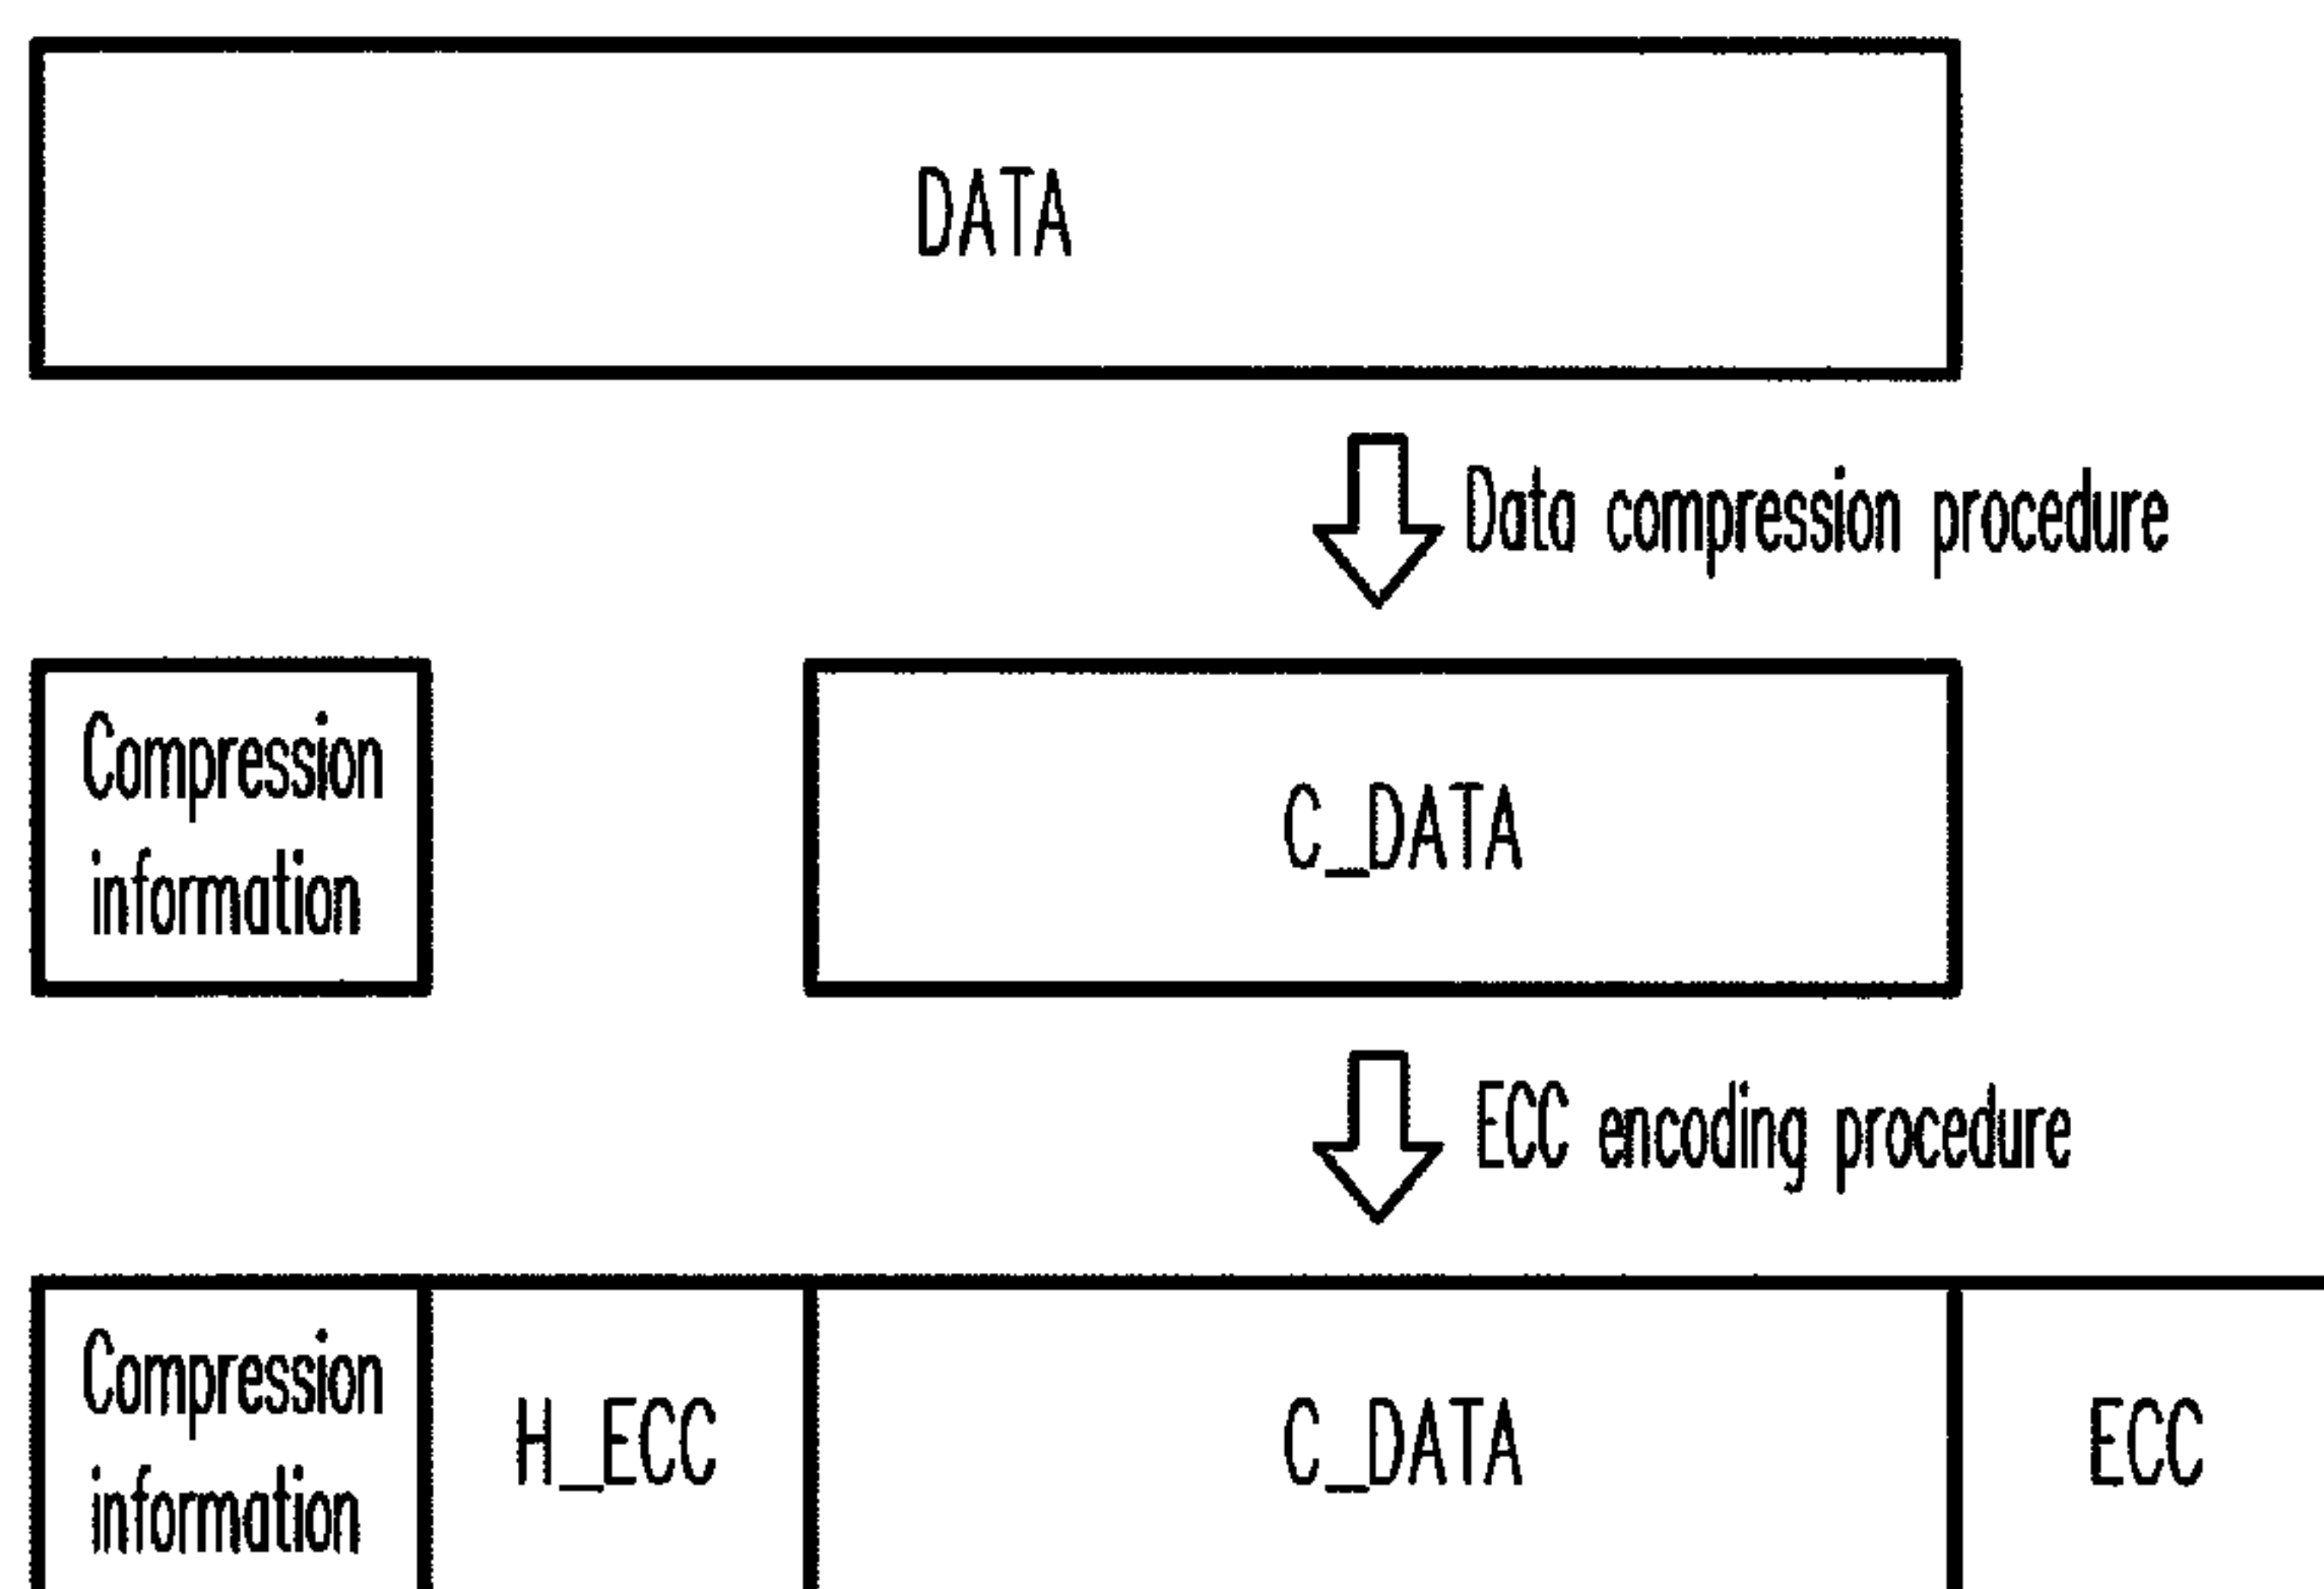 DATA
Data compression procedure
Compression
information
C_DATA
ECC encoding procedure
Compression
information
H_ECC
C_DATA
ECC